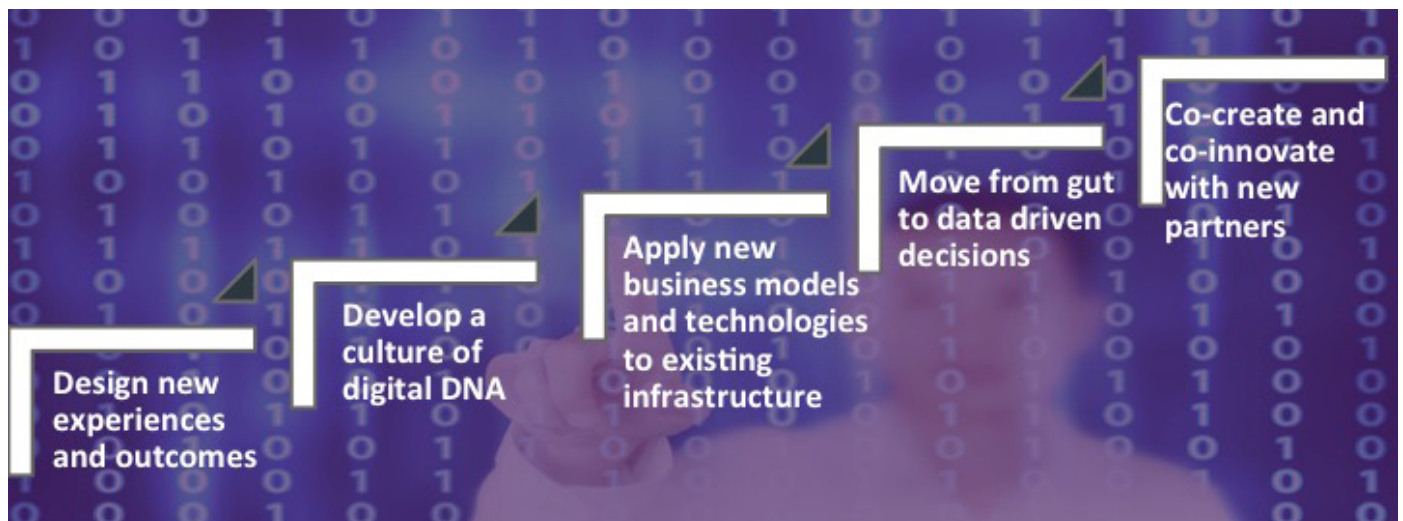 Design new
experiences
and outcomes
Develop a
culture of
digital DNA
Apply new
business models
and technologies
to existing
infrastructure
Move from gut
to data driven
decisions
Co-create and
co-innovate
with new
partners